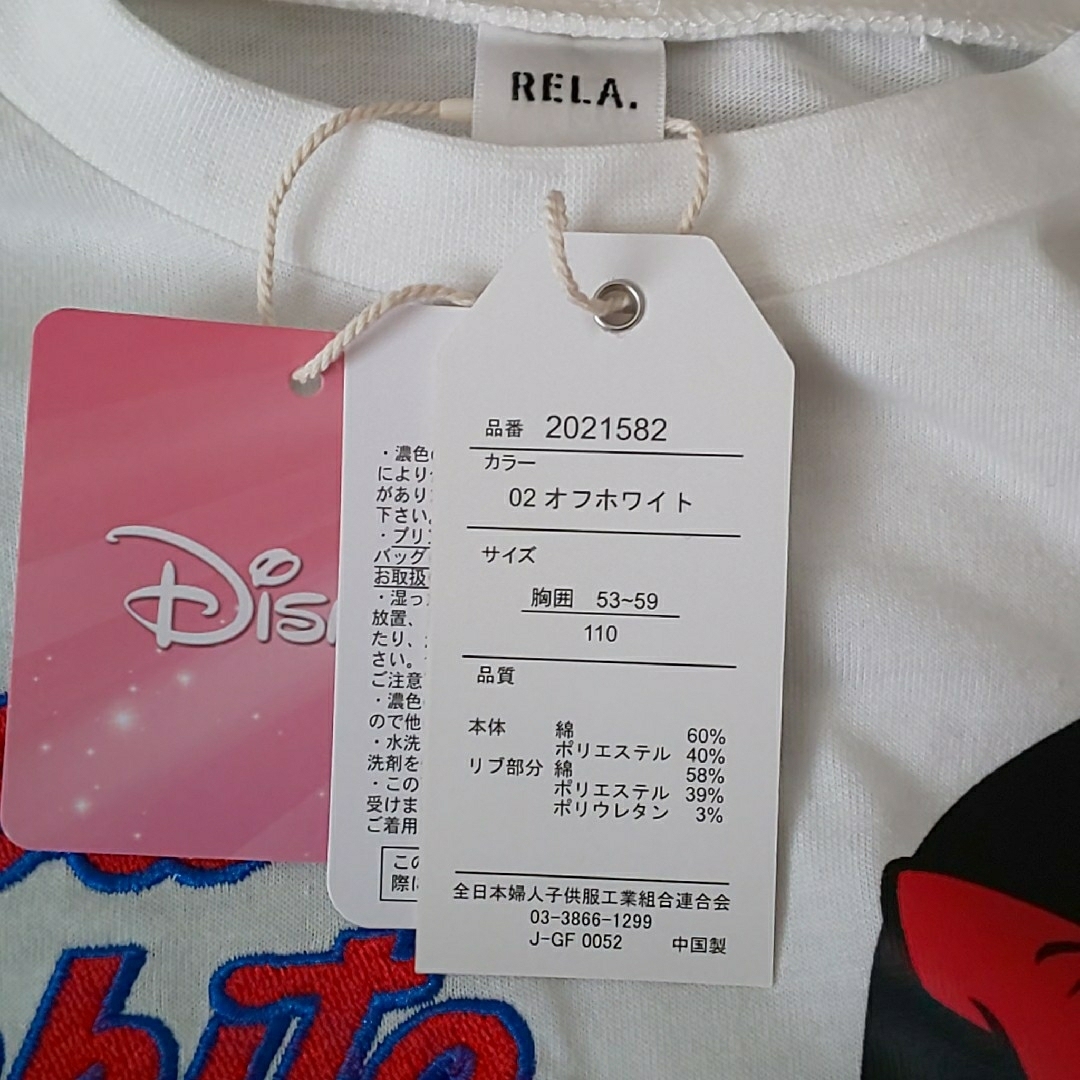 RELA.
品番 2021582
カラー
02 オフホワイト
サイズ
胸囲 53~59
110
品質
本体 綿 60%
ポリエステル 40%
リブ部分 綿 58%
ポリエステル 39%
ポリウレタン 3%
全日本婦人子供服工業組合連合会
03-3866-1299
J-GF 0052 中国製
・濃色
により
があり
下さい。
・プリ
バッグ
お取扱
・湿っ
放置、
たり、
さい。
ご注意
・濃色
ので他
・水洗
洗剤を
・この
受けま
ご着用
この
際に
Dis